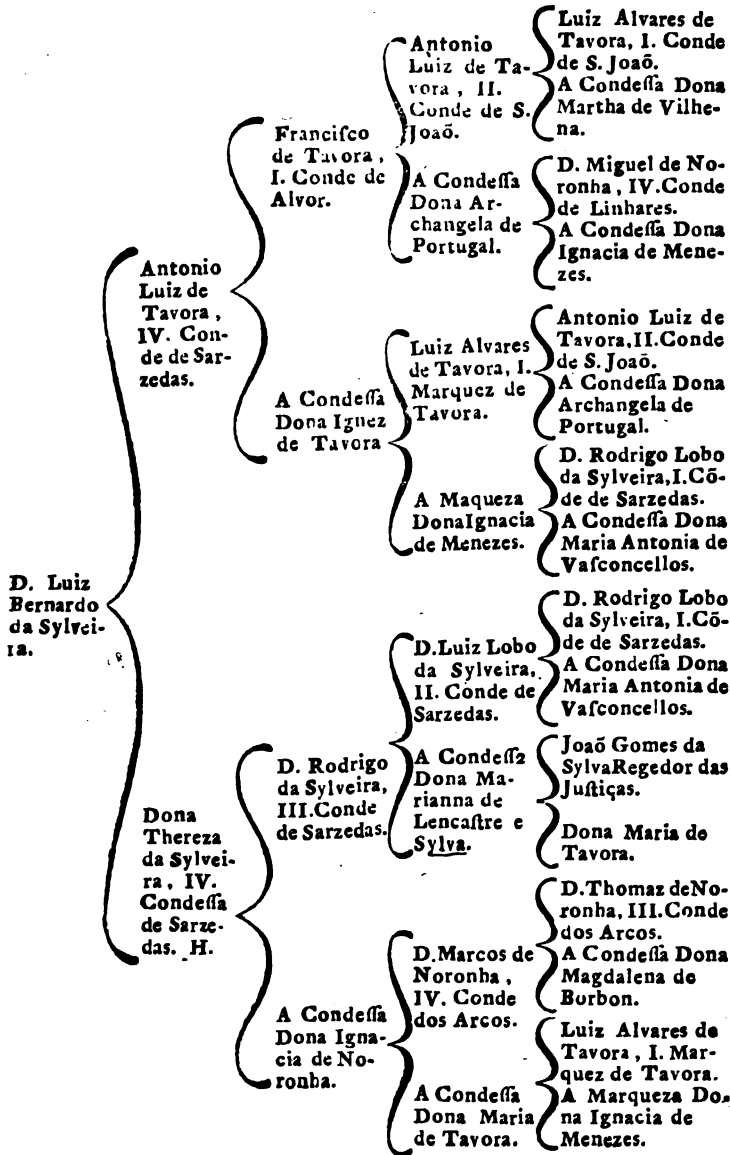 D. Luiz
Bernardo
da Sylvei-
ra.
Antonio
Luiz de
Tavora ,
IV. Con-
de de Sar-
zedas.
Dona
Thereza
da Sylvei-
ra , IV.
Condeſſa
de Sarze-
das. H.
Franciſco
de Tavora ,
I. Conde de
Alvor.
A Condeſſa
Dona Ignez
de Tavora
D. Rodrigo
da Sylveira,
III.Conde
de Sarzedas.
A Condeſſa
Dona Igna-
cia de No-
ronha.
Antonio
Luiz de Ta-
vora , II.
Conde de S.
Joaõ.
A Condeſſa
Dona Ar-
changela de
Portugal.
Luiz Alvares
de Tavora, I.
Marquez de
Tavora.
A Maqueza
DonaIgnacia
de Menezes.
D.Luiz Lobo
da Sylveira,
II. Conde de
Sarzedas.
A Condeſſa
Dona Ma-
rianna de
Lencaſtre e
Sylva.
D.Marcos de
Noronha ,
IV. Conde
dos Arcos.
A Condeſſa
Dona Maria
de Tavora.
Luiz Alvares de
Tavora, I. Conde
de S. Joaõ.
A Condeſſa Dona
Martha de Vilhe-
na.
D. Miguel de No-
ronha , IV.Conde
de Linhares.
A Condeſſa Dona
Ignacia de Mene-
zes.
Antonio Luiz de
Tavora,II.Conde
de S. Joaõ.
A Condeſſa Dona
Archangela de
Portugal.
D. Rodrigo Lobo
da Sylveira,I.Cõ-
de de Sarzedas.
A Condeſſa Dona
Maria Antonia de
Vaſconcellos.
D. Rodrigo Lobo
da Sylveira, I.Cõ-
de de Sarzedas.
A Condeſſa Dona
Maria Antonia de
Vaſconcellos.
Joaõ Gomes da
SylvaRegedor das
Juſtiças.
Dona Maria de
Tavora.
D.Thomaz deNo-
ronha, III.Conde
dos Arcos.
A Condeſſa Dona
Magdalena de
Borbon.
Luiz Alvares de
Tavora , I. Mar-
quez de Tavora.
A Marqueza Do-
na Ignacia de
Menezes.